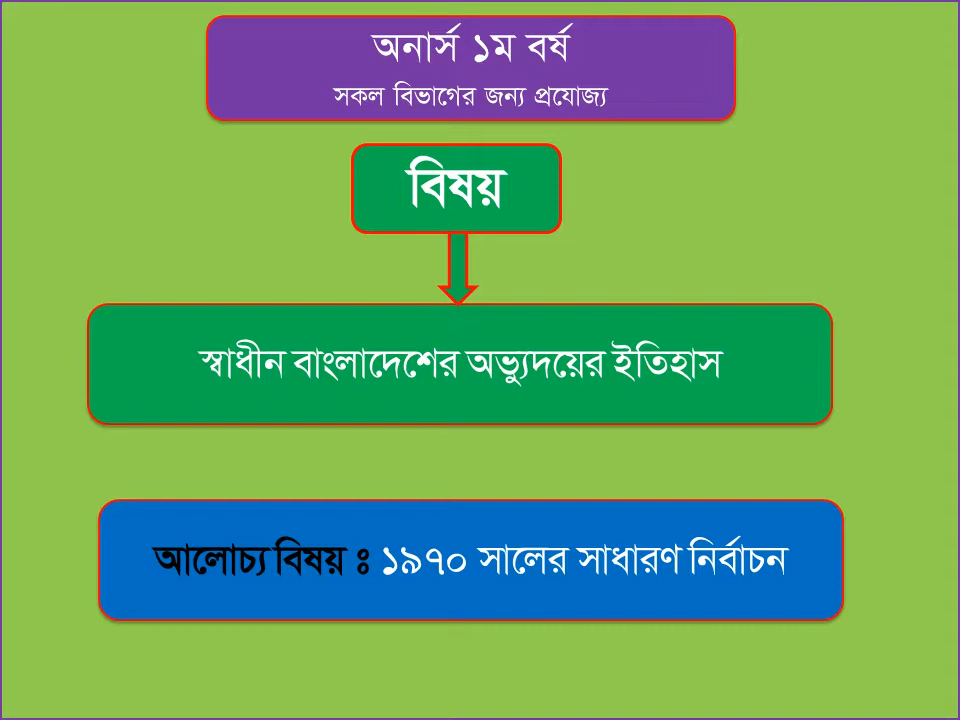 অনার্স ১ম বর্ষ
সকল বিভাগের জন্য প্রযোজ্য
বিষয়
স্বাধীন বাংলাদেশের অভ্যুদয়ের ইতিহাস
আলোচ্য বিষয় ঃ ১৯৭০ সালের সাধারণ নির্বাচন